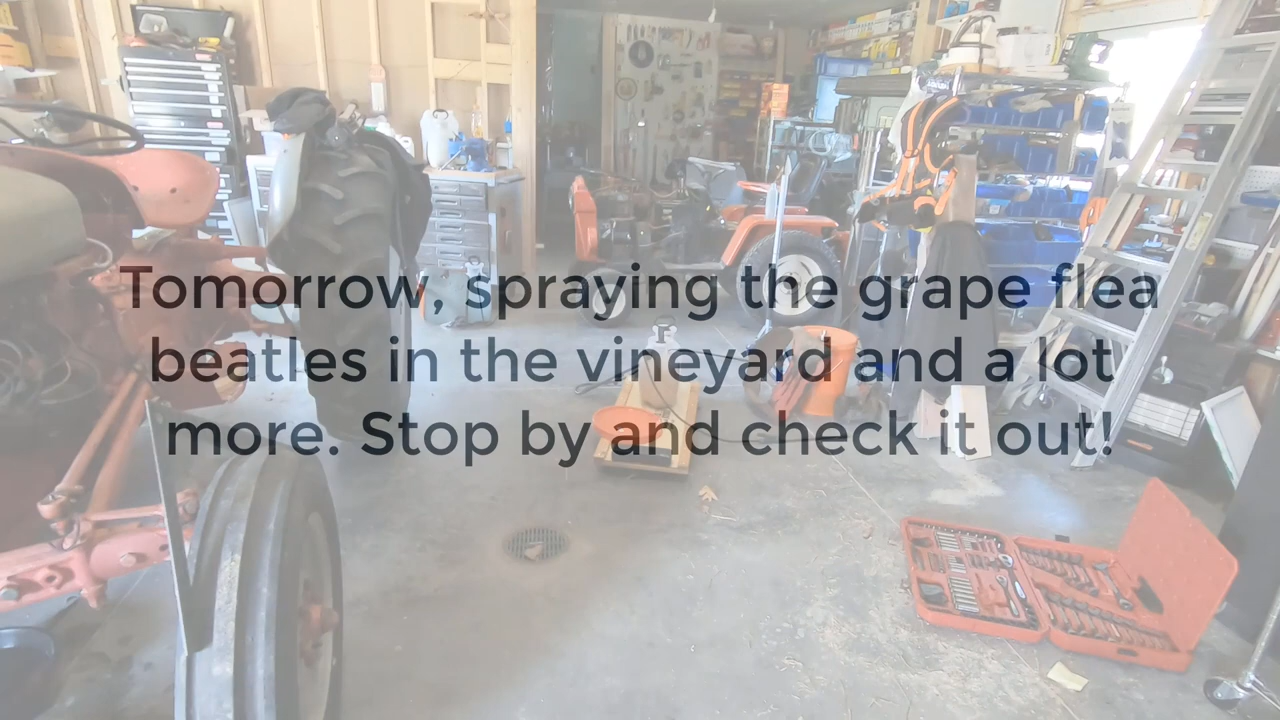 Tomorrow, spraying the grape flea
beatles in the vineyard and a lot
more. Stop by and check it out!